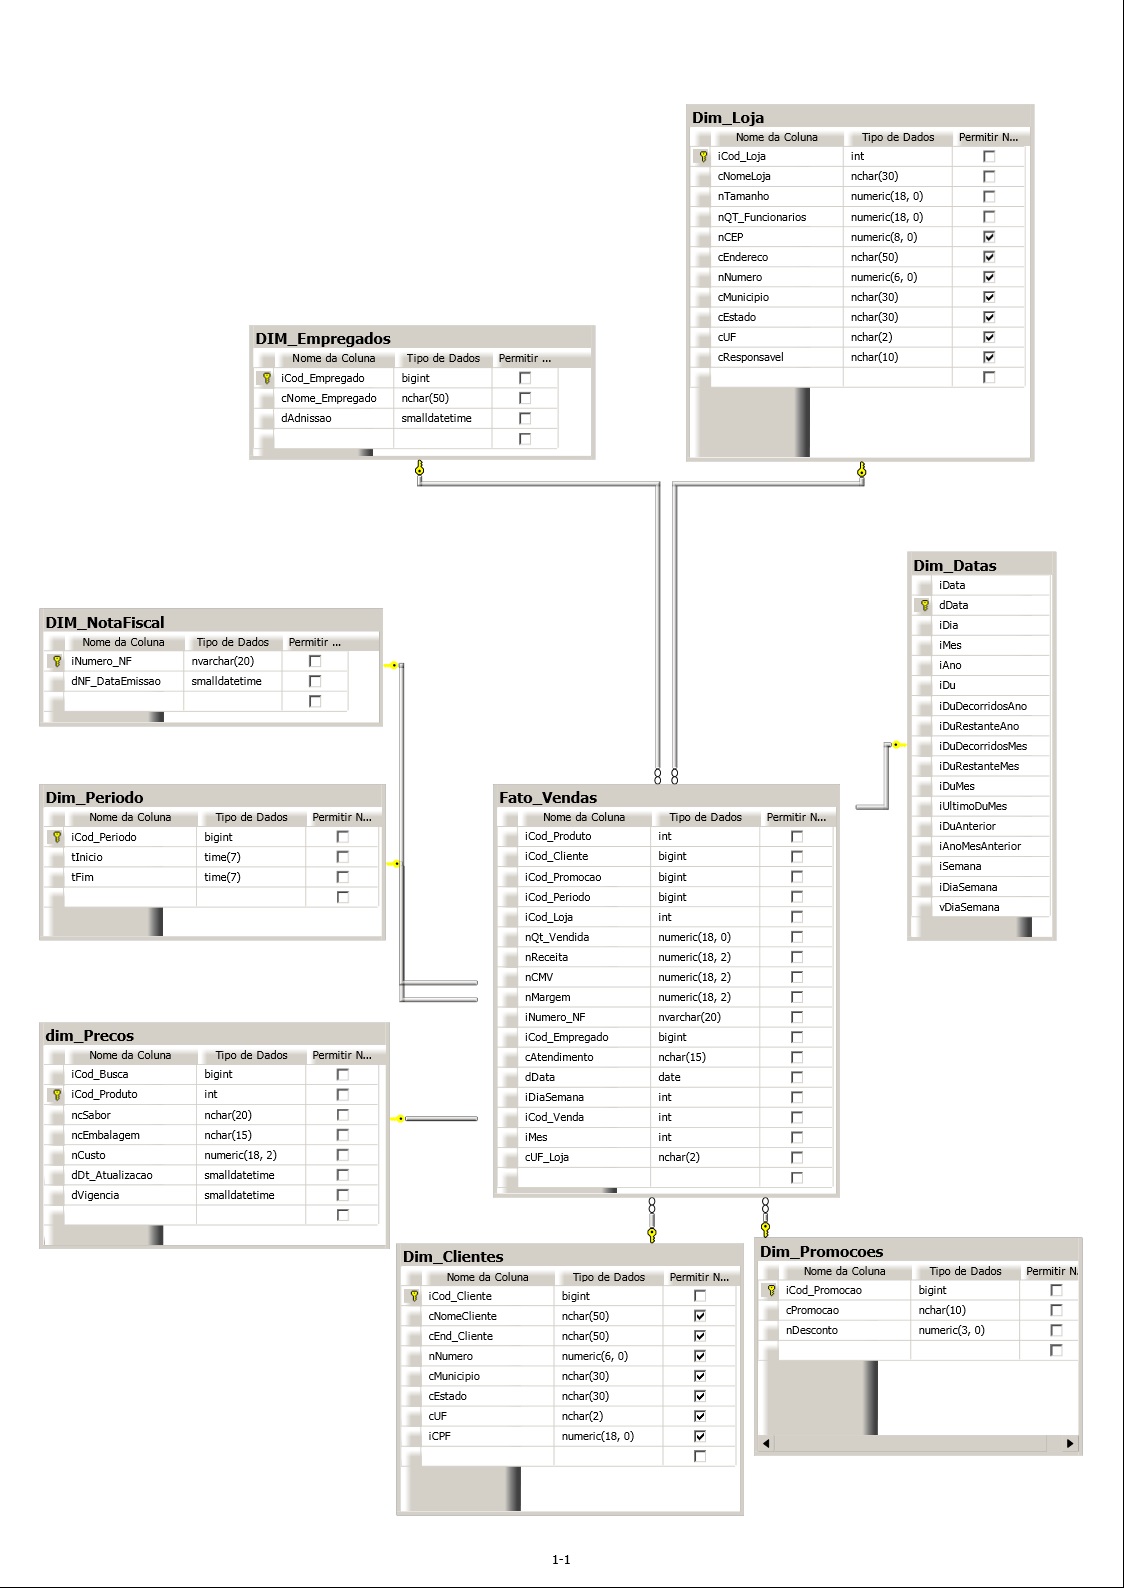 Dim_Loja
Nome da Coluna Tipo de Dados Permitir N...
iCod_Loja int
cNomeLoja nchar(30)
nTamanho numeric(18, 0)
nQT_Funcionarios numeric(18, 0)
nCEP numeric(8, 0)
cEndereco nchar(50)
nNumero numeric(6, 0)
cMunicipio nchar(30)
cEstado nchar(30)
cUF nchar(2)
cResponsavel nchar(10)
DIM_Empregados
Nome da Coluna Tipo de Dados Permitir ...
iCod_Empregado bigint
cNome_Empregado nchar(50)
dAdnissao smalldatetime
Dim_Datas
iData
dData
iDia
iMes
iAno
iDu
iDuDecorridosAno
iDuRestanteAno
iDuDecorridosMes
iDuRestanteMes
iDuMes
iUltimoDuMes
iDuAnterior
iAnoMesAnterior
iSemana
iDiaSemana
vDiaSemana
DIM_NotaFiscal
Nome da Coluna Tipo de Dados Permitir ...
iNumero_NF nvarchar(20)
dNF_DataEmissao smalldatetime
Dim_Periodo
Nome da Coluna Tipo de Dados Permitir N...
iCod_Periodo bigint
tInicio time(7)
tFim time(7)
Fato_Vendas
Nome da Coluna Tipo de Dados Permitir N...
iCod_Produto int
iCod_Cliente bigint
iCod_Promocao bigint
iCod_Periodo bigint
iCod_Loja int
nQt_Vendida numeric(18, 0)
nReceita numeric(18, 2)
nCMV numeric(18, 2)
nMargem numeric(18, 2)
iNumero_NF nvarchar(20)
iCod_Empregado bigint
cAtendimento nchar(15)
dData date
iDiaSemana int
iCod_Venda int
iMes int
cUF_Loja nchar(2)
dim_Precos
Nome da Coluna Tipo de Dados Permitir N...
iCod_Busca bigint
iCod_Produto int
ncSabor nchar(20)
ncEmbalagem nchar(15)
nCusto numeric(18, 2)
dDt_Atualizacao smalldatetime
dVigencia smalldatetime
Dim_Clientes
Nome da Coluna Tipo de Dados Permitir N...
iCod_Cliente bigint
cNomeCliente nchar(50)
cEnd_Cliente nchar(50)
nNumero numeric(6, 0)
cMunicipio nchar(30)
cEstado nchar(30)
cUF nchar(2)
iCPF numeric(18, 0)
Dim_Promocoes
Nome da Coluna Tipo de Dados Permitir N
iCod_Promocao bigint
cPromocao nchar(10)
nDesconto numeric(3, 0)
1-1